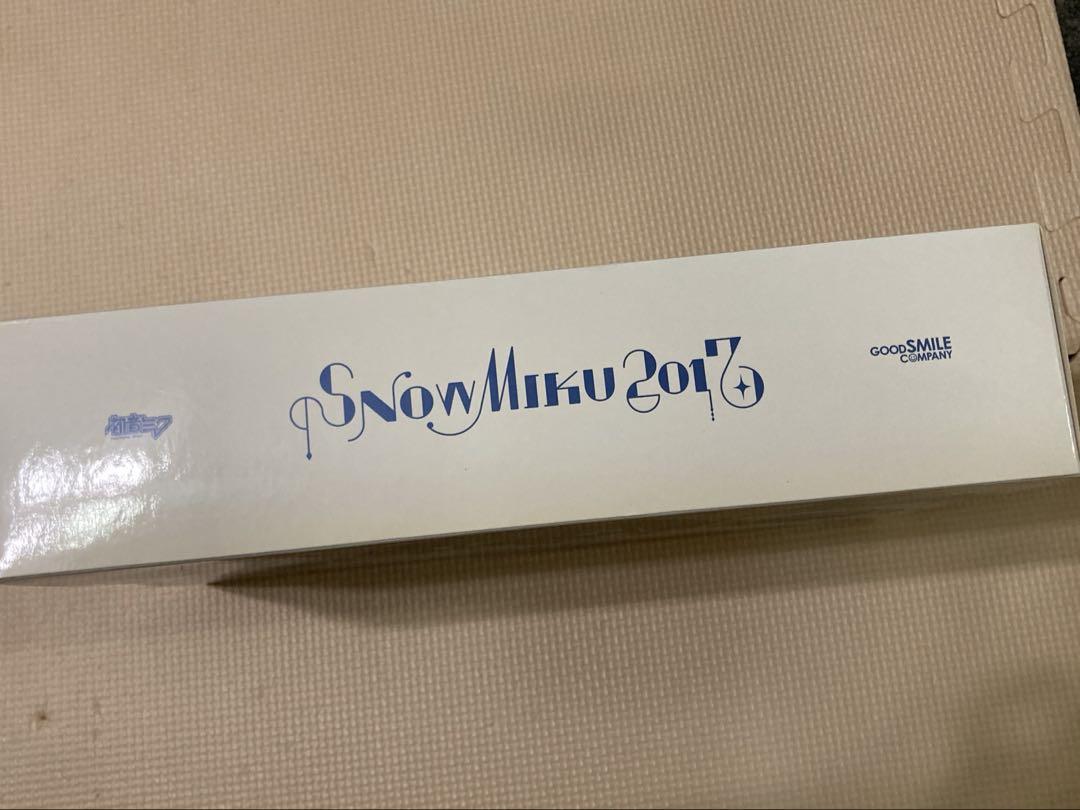 初音ミク
SNOW MIKU 2017
GOOD SMILE
COMPANY